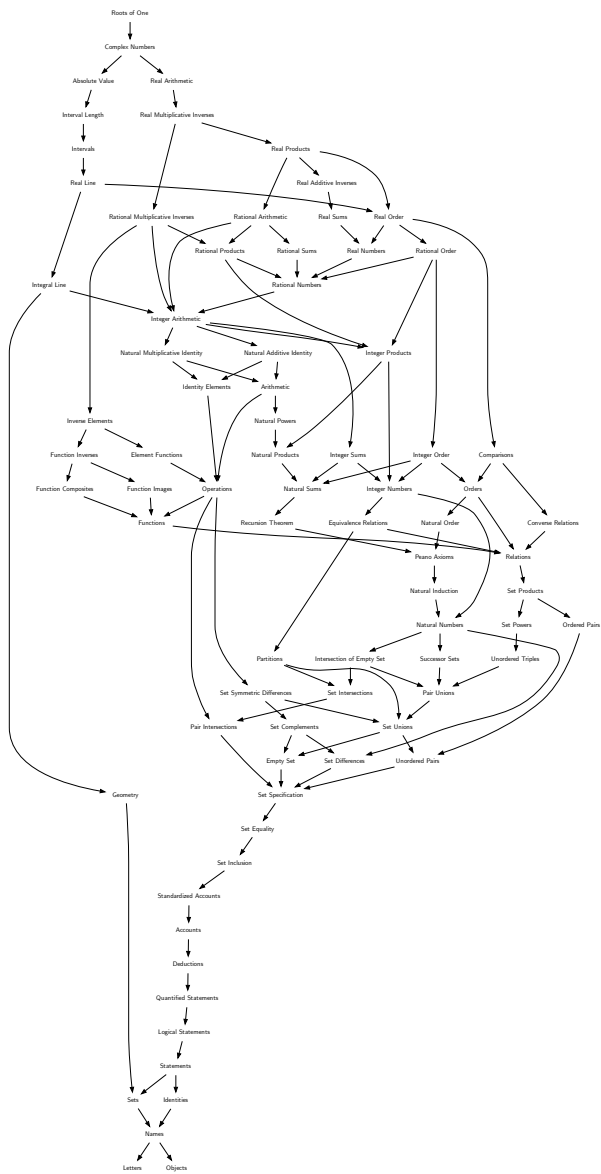 Roots of One
Complex Numbers
Absolute Value
Real Arithmetic
Interval Length
Real Multiplicative Inverses
Intervals
Real Products
Real Line
Real Additive Inverses
Rational Multiplicative Inverses
Rational Arithmetic
Real Sums
Real Order
Rational Products
Rational Sums
Real Numbers
Rational Order
Integral Line
Rational Numbers
Integer Arithmetic
Natural Multiplicative Identity
Natural Additive Identity
Integer Products
Identity Elements
Arithmetic
Inverse Elements
Natural Powers
Function Inverses
Element Functions
Natural Products
Integer Sums
Integer Order
Comparisons
Function Composites
Function Images
Operations
Natural Sums
Integer Numbers
Orders
Functions
Recursion Theorem
Equivalence Relations
Natural Order
Converse Relations
Peano Axioms
Relations
Natural Induction
Set Products
Natural Numbers
Set Powers
Ordered Pairs
Partitions
Intersection of Empty Set
Successor Sets
Unordered Triples
Set Symmetric Differences
Set Intersections
Pair Unions
Pair Intersections
Set Complements
Set Unions
Empty Set
Set Differences
Unordered Pairs
Geometry
Set Specification
Set Equality
Set Inclusion
Standardized Accounts
Accounts
Deductions
Quantified Statements
Logical Statements
Statements
Sets
Identities
Names
Letters
Objects